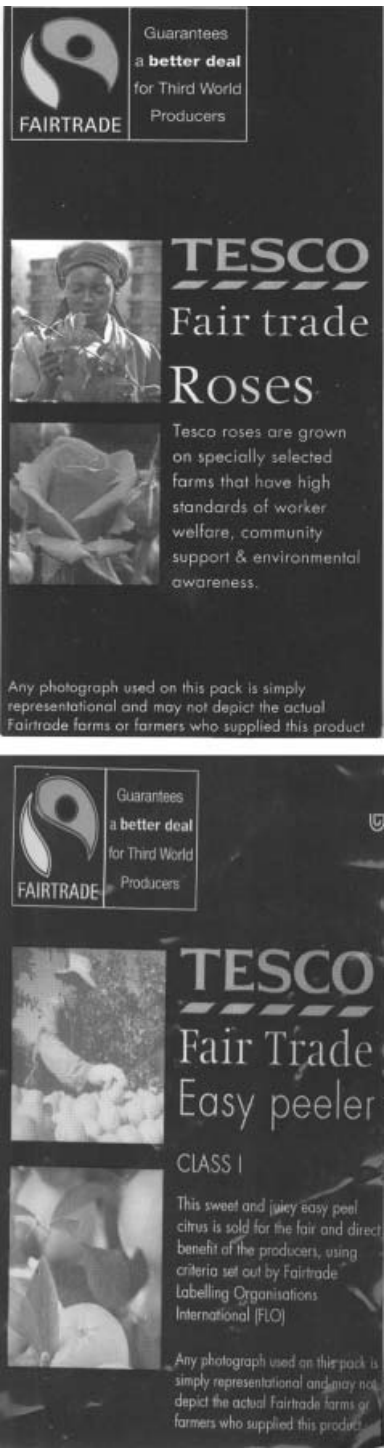 Guarantees
a better deal
for Third World
Producers
FAIRTRADE
TESCO
Fair trade
Roses
Tesco roses are grown
on specially selected
farms that have high
standards of worker
welfare, community
support & environmental
awareness.
Any photograph used on this pack is simply
representational and may not depict the actual
Fairtrade farms or farmers who supplied this product
Guarantees
a better deal
for Third World
Producers
FAIRTRADE
TESCO
Fair Trade
Easy peeler
CLASS I
This sweet and juicy easy peel
citrus is sold for the fair and direct
benefit of the producers, using
criteria set out by Fairtrade
Labelling Organisations
International (FLO)
Any photograph used on this pack is
simply representational and may not
depict the actual Fairtrade farms or
farmers who supplied this product